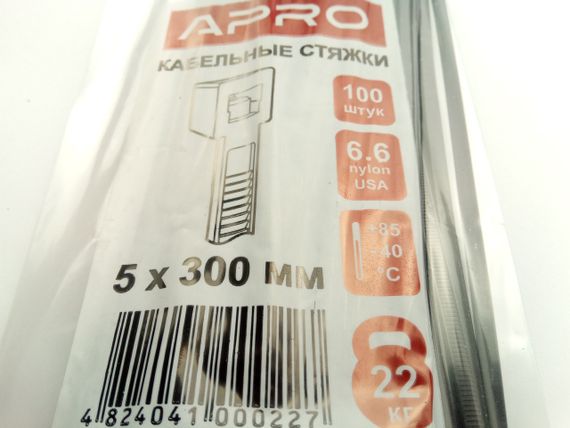 APRO
КАБЕЛЬНЫЕ СТЯЖКИ
100
штук
6.6
nylon
USA
+85
-40
°C
5 x 300 мм
22
кг
4 824041 000227